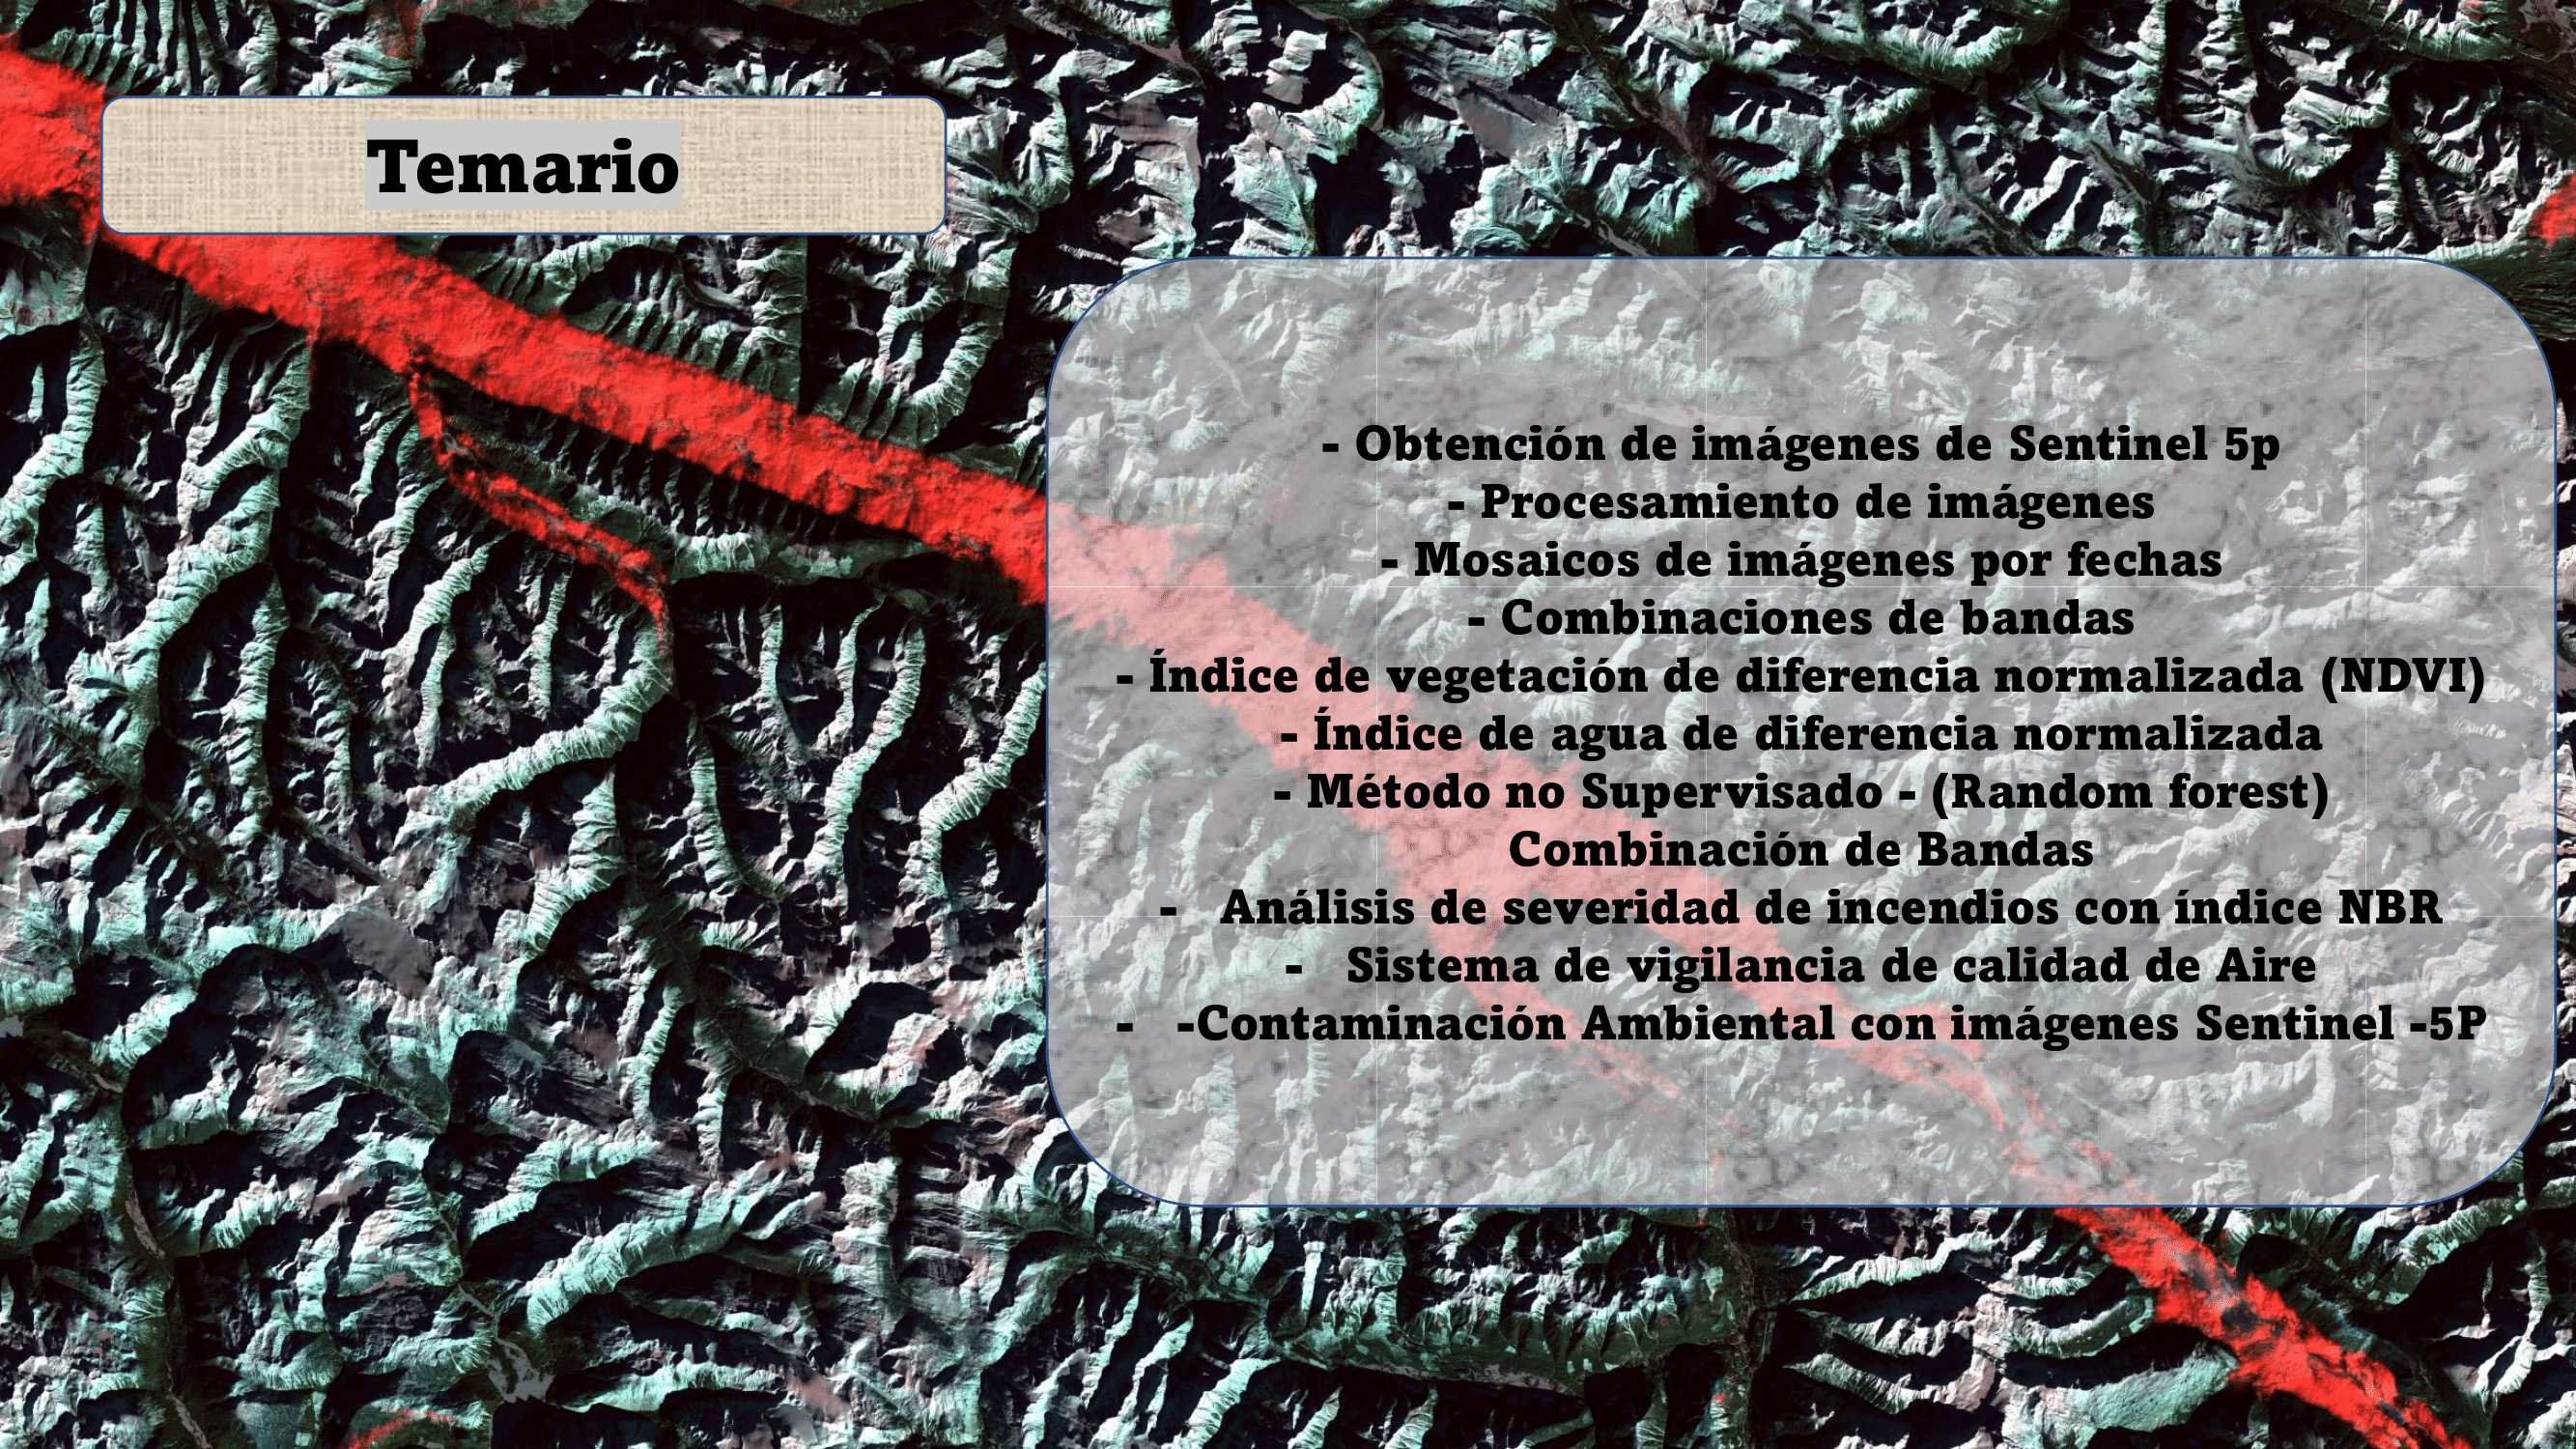 Temario
- Obtención de imágenes de Sentinel 5p
- Procesamiento de imágenes
- Mosaicos de imágenes por fechas
- Combinaciones de bandas
- Índice de vegetación de diferencia normalizada (NDVI)
- Índice de agua de diferencia normalizada
- Método no Supervisado - (Random forest)
Combinación de Bandas
- Análisis de severidad de incendios con índice NBR
- Sistema de vigilancia de calidad de Aire
- -Contaminación Ambiental con imágenes Sentinel -5P